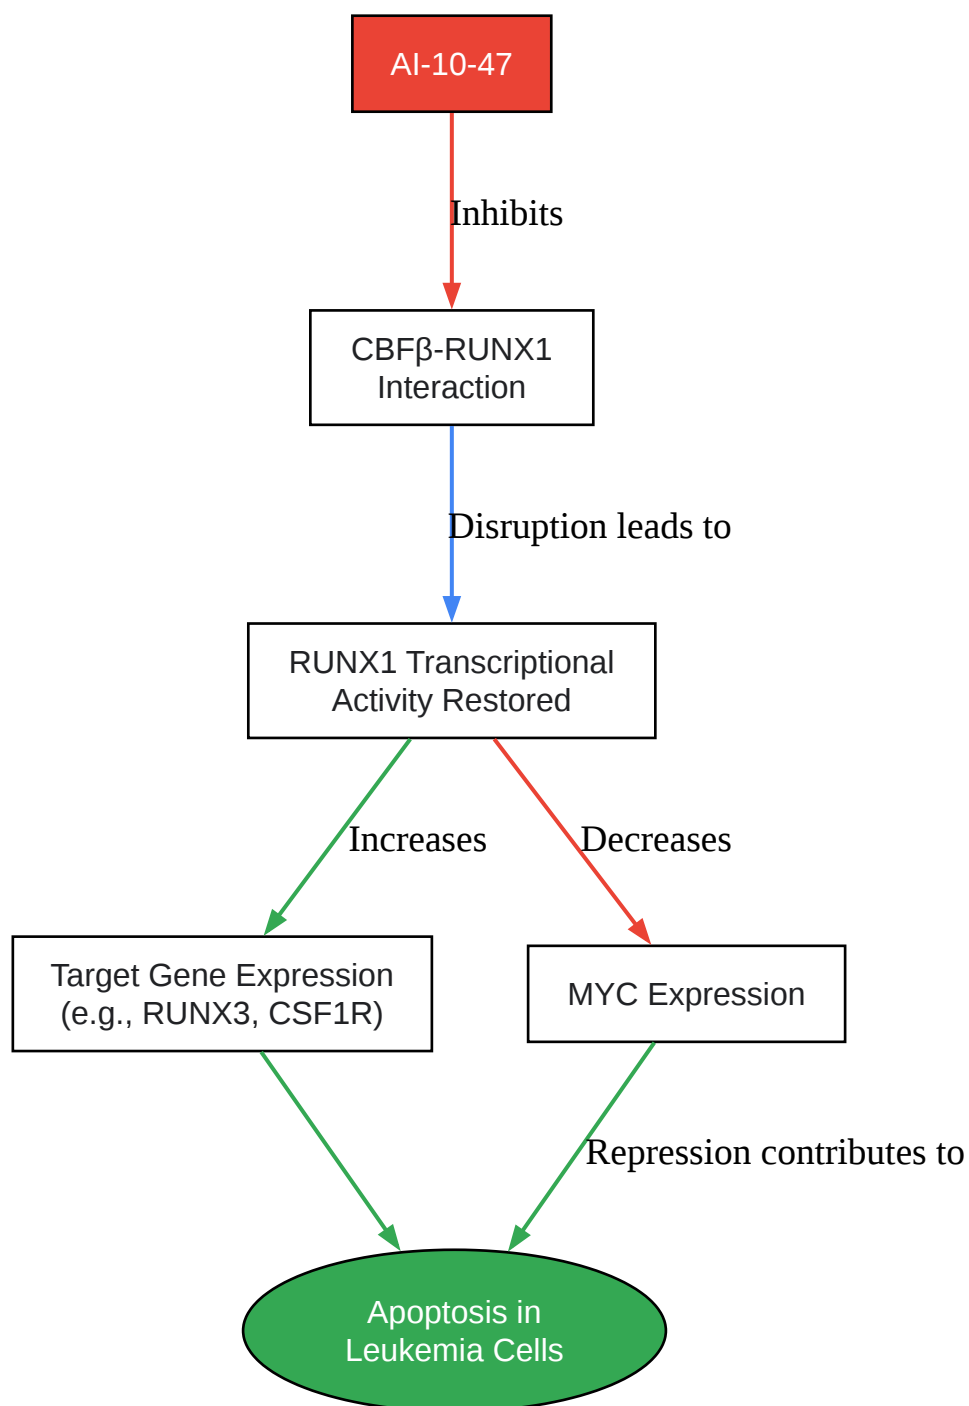 AI-10-47
Inhibits
CBFβ-RUNX1
Interaction
Disruption leads to
RUNX1 Transcriptional
Activity Restored
Increases
Decreases
Target Gene Expression
(e.g., RUNX3, CSF1R)
MYC Expression
Repression contributes to
Apoptosis in
Leukemia Cells